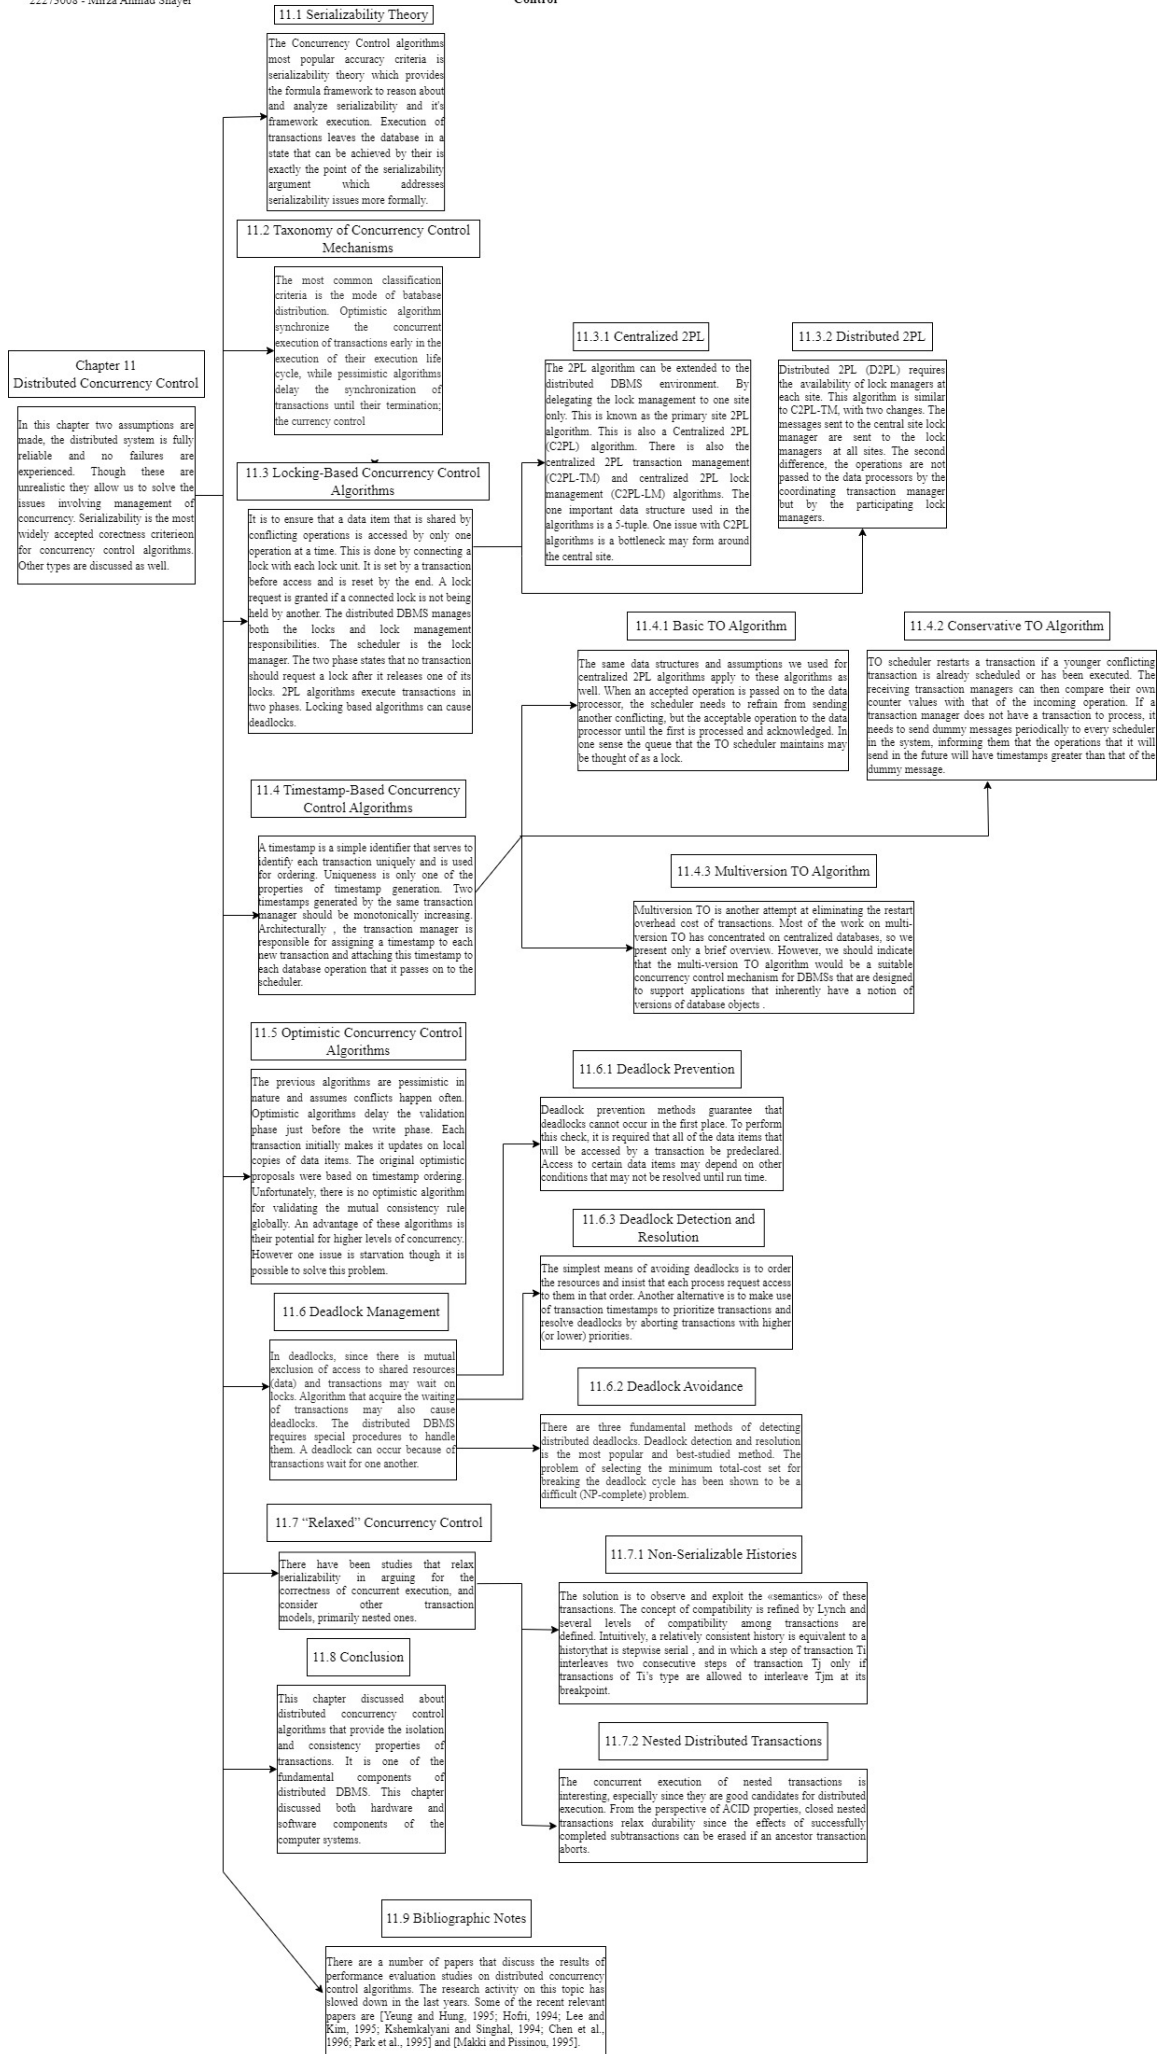 22273008 - Mirza Ahmad Shayer
Control
11.1 Serializability Theory
The Concurrency Control algorithms
most popular accuracy criteria is
serializability theory which provides
the formula framework to reason about
and analyze serializability and it's
framework execution. Execution of
transactions leaves the database in a
state that can be achieved by their is
exactly the point of the serializability
argument which addresses
serializability issues more formally.
11.2 Taxonomy of Concurrency Control
Mechanisms
The most common classification
criteria is the mode of batabase
distribution. Optimistic algorithm
synchronize the concurrent
execution of transactions early in the
execution of their execution life
cycle, while pessimistic algorithms
delay the synchronization of
transactions until their termination;
the currency control
Chapter 11
Distributed Concurrency Control
In this chapter two assumptions are
made, the distributed system is fully
reliable and no failures are
experienced. Though these are
unrealistic they allow us to solve the
issues involving management of
concurrency. Serializability is the most
widely accepted corectness criterieon
for concurrency control algorithms.
Other types are discussed as well.
11.3 Locking-Based Concurrency Control
Algorithms
It is to ensure that a data item that is shared by
conflicting operations is accessed by only one
operation at a time. This is done by connecting a
lock with each lock unit. It is set by a transaction
before access and is reset by the end. A lock
request is granted if a connected lock is not being
held by another. The distributed DBMS manages
both the locks and lock management
responsibilities. The scheduler is the lock
manager. The two phase states that no transaction
should request a lock after it releases one of its
locks. 2PL algorithms execute transactions in
two phases. Locking based algorithms can cause
deadlocks.
11.3.1 Centralized 2PL
The 2PL algorithm can be extended to the
distributed DBMS environment. By
delegating the lock management to one site
only. This is known as the primary site 2PL
algorithm. This is also a Centralized 2PL
(C2PL) algorithm. There is also the
centralized 2PL transaction management
(C2PL-TM) and centralized 2PL lock
management (C2PL-LM) algorithms. The
one important data structure used in the
algorithms is a 5-tuple. One issue with C2PL
algorithms is a bottleneck may form around
the central site.
11.3.2 Distributed 2PL
Distributed 2PL (D2PL) requires
the availability of lock managers at
each site. This algorithm is similar
to C2PL-TM, with two changes. The
messages sent to the central site lock
manager are sent to the lock
managers at all sites. The second
difference, the operations are not
passed to the data processors by the
coordinating transaction manager
but by the participating lock
managers.
11.4 Timestamp-Based Concurrency
Control Algorithms
A timestamp is a simple identifier that serves to
identify each transaction uniquely and is used
for ordering. Uniqueness is only one of the
properties of timestamp generation. Two
timestamps generated by the same transaction
manager should be monotonically increasing.
Architecturally , the transaction manager is
responsible for assigning a timestamp to each
new transaction and attaching this timestamp to
each database operation that it passes on to the
scheduler.
11.4.1 Basic TO Algorithm
The same data structures and assumptions we used for
centralized 2PL algorithms apply to these algorithms as
well. When an accepted operation is passed on to the data
processor, the scheduler needs to refrain from sending
another conflicting, but the acceptable operation to the data
processor until the first is processed and acknowledged. In
one sense the queue that the TO scheduler maintains may
be thought of as a lock.
11.4.2 Conservative TO Algorithm
TO scheduler restarts a transaction if a younger conflicting
transaction is already scheduled or has been executed. The
receiving transaction managers can then compare their own
counter values with that of the incoming operation. If a
transaction manager does not have a transaction to process, it
needs to send dummy messages periodically to every scheduler
in the system, informing them that the operations that it will
send in the future will have timestamps greater than that of the
dummy message.
11.4.3 Multiversion TO Algorithm
Multiversion TO is another attempt at eliminating the restart
overhead cost of transactions. Most of the work on multi-
version TO has concentrated on centralized databases, so we
present only a brief overview. However, we should indicate
that the multi-version TO algorithm would be a suitable
concurrency control mechanism for DBMSs that are designed
to support applications that inherently have a notion of
versions of database objects .
11.5 Optimistic Concurrency Control
Algorithms
The previous algorithms are pessimistic in
nature and assumes conflicts happen often.
Optimistic algorithms delay the validation
phase just before the write phase. Each
transaction initially makes it updates on local
copies of data items. The original optimistic
proposals were based on timestamp ordering.
Unfortunately, there is no optimistic algorithm
for validating the mutual consistency rule
globally. An advantage of these algorithms is
their potential for higher levels of concurrency.
However one issue is starvation though it is
possible to solve this problem.
11.6 Deadlock Management
In deadlocks, since there is mutual
exclusion of access to shared resources
(data) and transactions may wait on
locks. Algorithm that acquire the waiting
of transactions may also cause
deadlocks. The distributed DBMS
requires special procedures to handle
them. A deadlock can occur because of
transactions wait for one another.
11.6.1 Deadlock Prevention
Deadlock prevention methods guarantee that
deadlocks cannot occur in the first place. To perform
this check, it is required that all of the data items that
will be accessed by a transaction be predeclared.
Access to certain data items may depend on other
conditions that may not be resolved until run time.
11.6.3 Deadlock Detection and
Resolution
The simplest means of avoiding deadlocks is to order
the resources and insist that each process request access
to them in that order. Another alternative is to make use
of transaction timestamps to prioritize transactions and
resolve deadlocks by aborting transactions with higher
(or lower) priorities.
11.6.2 Deadlock Avoidance
There are three fundamental methods of detecting
distributed deadlocks. Deadlock detection and resolution
is the most popular and best-studied method. The
problem of selecting the minimum total-cost set for
breaking the deadlock cycle has been shown to be a
difficult (NP-complete) problem.
11.7 “Relaxed” Concurrency Control
There have been studies that relax
serializability in arguing for the
correctness of concurrent execution, and
consider other transaction
models, primarily nested ones.
11.7.1 Non-Serializable Histories
The solution is to observe and exploit the «semantics» of these
transactions. The concept of compatibility is refined by Lynch and
several levels of compatibility among transactions are
defined. Intuitively, a relatively consistent history is equivalent to a
historythat is stepwise serial , and in which a step of transaction Ti
interleaves two consecutive steps of transaction Tj only if
transactions of Ti’s type are allowed to interleave Tjm at its
breakpoint.
11.7.2 Nested Distributed Transactions
The concurrent execution of nested transactions is
interesting, especially since they are good candidates for distributed
execution. From the perspective of ACID properties, closed nested
transactions relax durability since the effects of successfully
completed subtransactions can be erased if an ancestor transaction
aborts.
11.8 Conclusion
This chapter discussed about
distributed concurrency control
algorithms that provide the isolation
and consistency properties of
transactions. It is one of the
fundamental components of
distributed DBMS. This chapter
discussed both hardware and
software components of the
computer systems.
11.9 Bibliographic Notes
There are a number of papers that discuss the results of
performance evaluation studies on distributed concurrency
control algorithms. The research activity on this topic has
slowed down in the last years. Some of the recent relevant
papers are [Yeung and Hung, 1995; Hofri, 1994; Lee and
Kim, 1995; Kshemkalyani and Singhal, 1994; Chen et al.,
1996; Park et al., 1995] and [Makki and Pissinou, 1995].